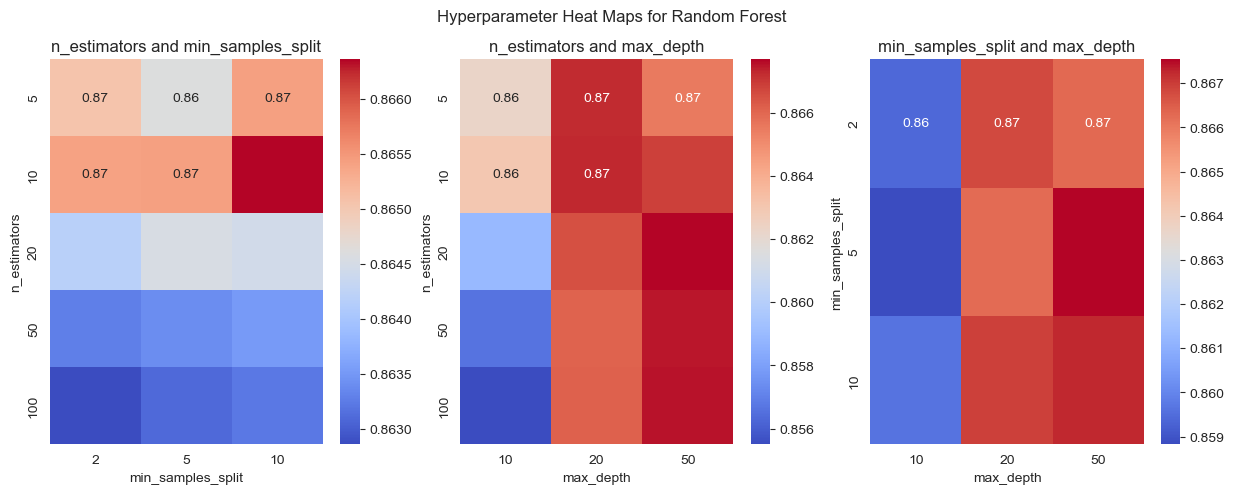 Hyperparameter Heat Maps for Random Forest
n_estimators and min_samples_split
n_estimators
5
10
20
50
100
0.87 0.86 0.87
0.87 0.87
2 5 10
min_samples_split
0.8660
0.8655
0.8650
0.8645
0.8640
0.8635
0.8630
n_estimators and max_depth
n_estimators
5
10
20
50
100
0.86 0.87 0.87
0.86 0.87
10 20 50
max_depth
0.866
0.864
0.862
0.860
0.858
0.856
min_samples_split and max_depth
min_samples_split
2
5
10
0.86 0.87 0.87
10 20 50
max_depth
0.867
0.866
0.865
0.864
0.863
0.862
0.861
0.860
0.859